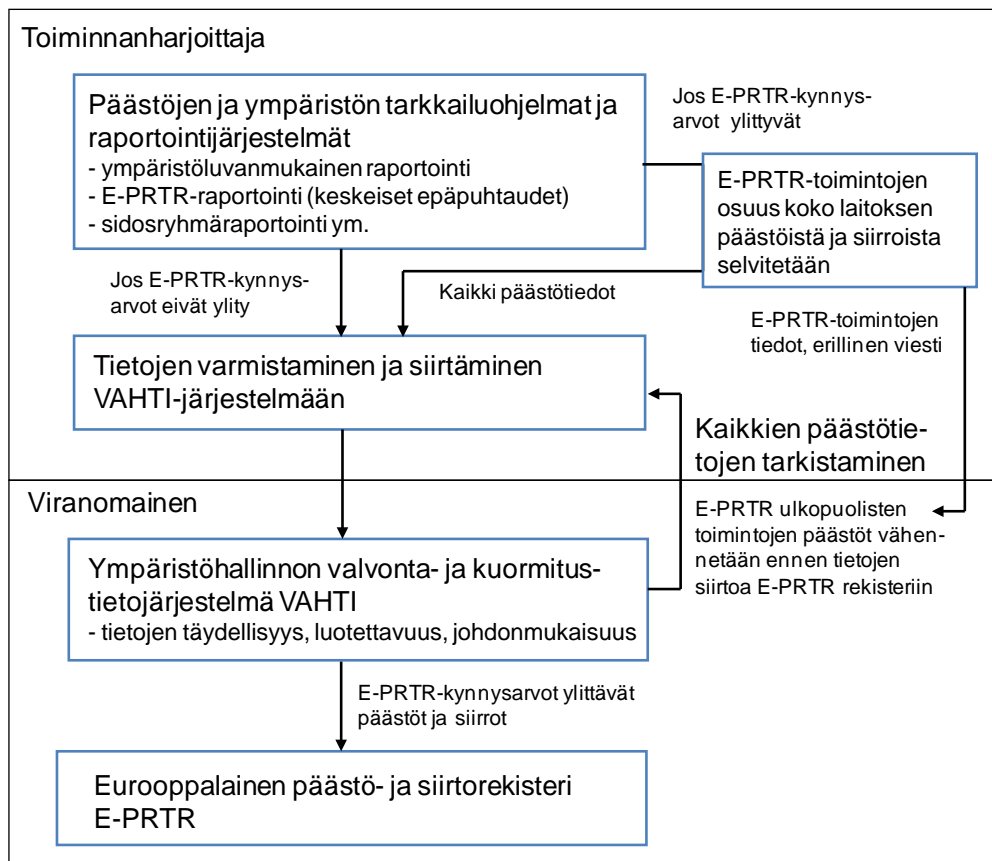 Toiminnanharjoittaja
Päästöjen ja ympäristön tarkkailuohjelmat ja
raportointijärjestelmät
- ympäristöluvanmukainen raportointi
- E-PRTR-raportointi (keskeiset epäpuhtaudet)
- sidosryhmäraportointi ym.
Jos E-PRTR-kynnys-
arvot ylittyvät
E-PRTR-toimintojen
osuus koko laitoksen
päästöistä ja siirroista
selvitetään
Jos E-PRTR-kynnys-
arvot eivät ylity
Kaikki päästötiedot
E-PRTR-toimintojen
tiedot, erillinen viesti
Tietojen varmistaminen ja siirtäminen
VAHTI-järjestelmään
Kaikkien päästötie-
tojen tarkistaminen
Viranomainen
E-PRTR ulkopuolisten
toimintojen päästöt vähen-
netään ennen tietojen
siirtoa E-PRTR rekisteriin
Ympäristöhallinnon valvonta- ja kuormitus-
tietojärjestelmä VAHTI
- tietojen täydellisyys, luotettavuus, johdonmukaisuus
E-PRTR-kynnysarvot ylittävät
päästöt ja siirrot
Eurooppalainen päästö- ja siirtorekisteri
E-PRTR